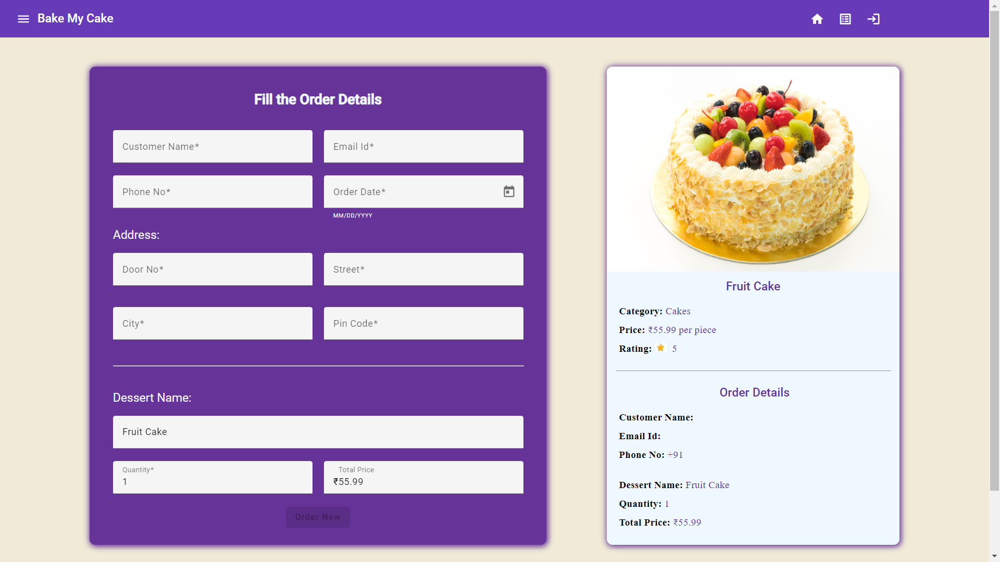 Bake My Cake
Fill the Order Details
Customer Name*
Email Id*
Phone No*
Order Date*
MM/DD/YYYY
Address:
Door No*
Street*
City*
Pin Code*
Dessert Name:
Fruit Cake
Quantity*
1
Total Price
₹55.99
Order Now
Fruit Cake
Category: Cakes
Price: ₹55.99 per piece
Rating: 5
Order Details
Customer Name:
Email Id:
Phone No: +91
Dessert Name: Fruit Cake
Quantity: 1
Total Price: ₹55.99